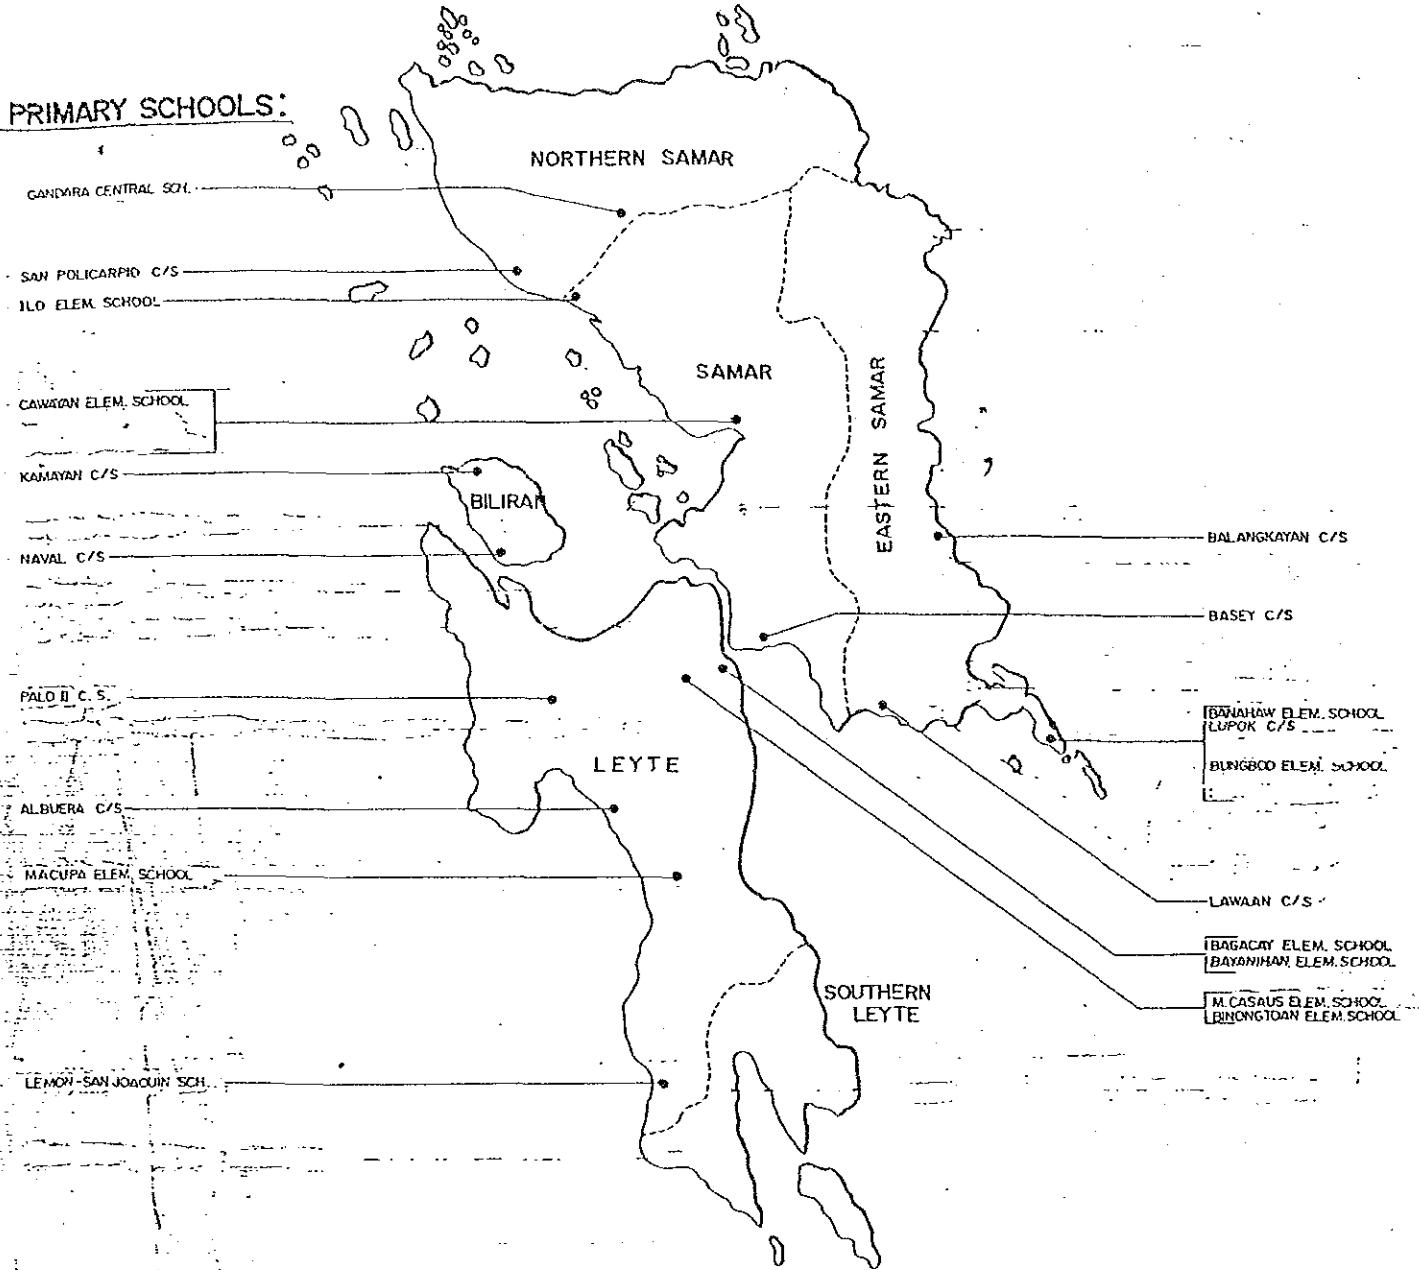 PRIMARY SCHOOLS:
NORTHERN SAMAR
GANDARA CENTRAL SCH.
SAN POLICARPIO C/S
ILO ELEM. SCHOOL
SAMAR
CAWAYAN ELEM. SCHOOL
EASTERN SAMAR
KAMAYAN C/S
BILIRAN
NAVAL C/S
BALANGKAYAN C/S
BASEY C/S
PALO II C. S.
BANAHAW ELEM. SCHOOL
LUPOK C/S
BUNGBOD ELEM. SCHOOL
LEYTE
ALBUERA C/S
MACUPA ELEM. SCHOOL
LAWAAN C/S
BAGACAY ELEM. SCHOOL
BAYANIHAN ELEM. SCHOOL
SOUTHERN
LEYTE
M. CASAUS ELEM. SCHOOL
BINONGTOAN ELEM. SCHOOL
LEMON-SAN JOAQUIN SCH.